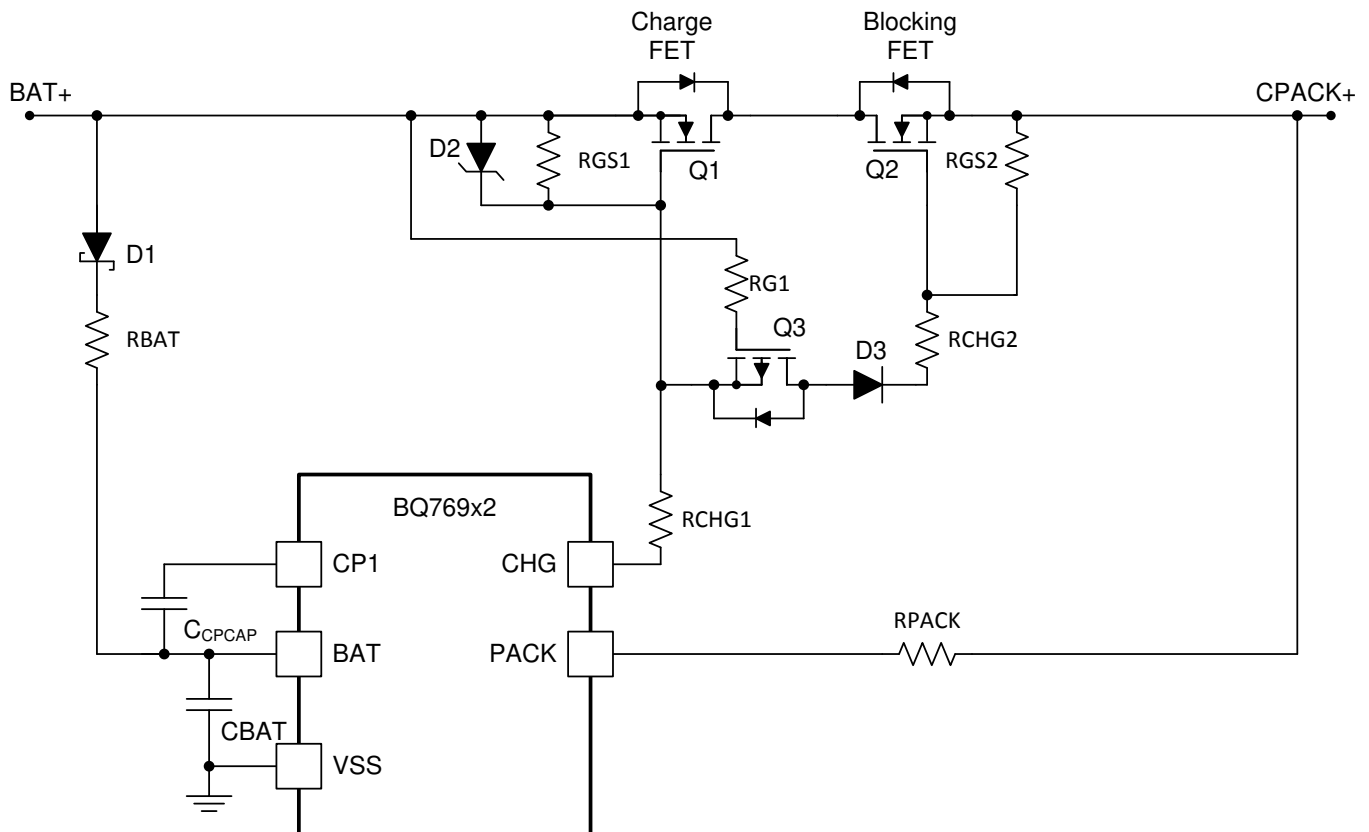 Charge
FET
Blocking
FET
BAT+
CPACK+
D2
RGS1
Q1
Q2
RGS2
D1
RG1
RBAT
Q3
D3
RCHG2
BQ769x2
RCHG1
CP1
CHG
RPACK
CCPCAP
BAT
PACK
CBAT
VSS